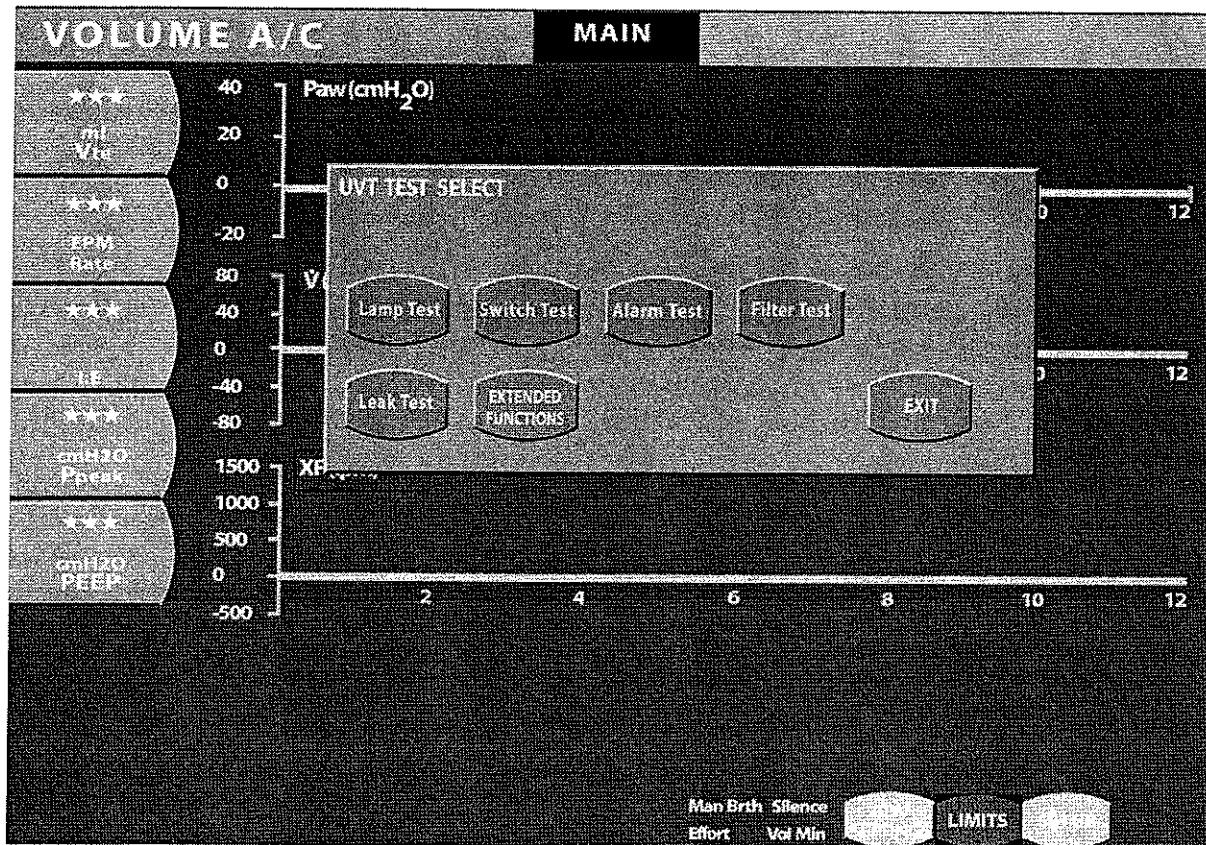 VOLUME A/C
MAIN
★★★
ml
Vte
★★★
BPM
Rate
★★★
I:E
★★★
cmH2O
Ppeak
★★★
cmH2O
PEEP
40
20
0
-20
Paw (cmH2O)
12
80
40
0
-40
-80
12
1500
1000
500
0
-500
2 4 6 8 10 12
UVT TEST SELECT
Lamp Test Switch Test Alarm Test Filter Test
Leak Test EXTENDED FUNCTIONS EXIT
Man Brth Silence
Effort Vol Min
LIMITS